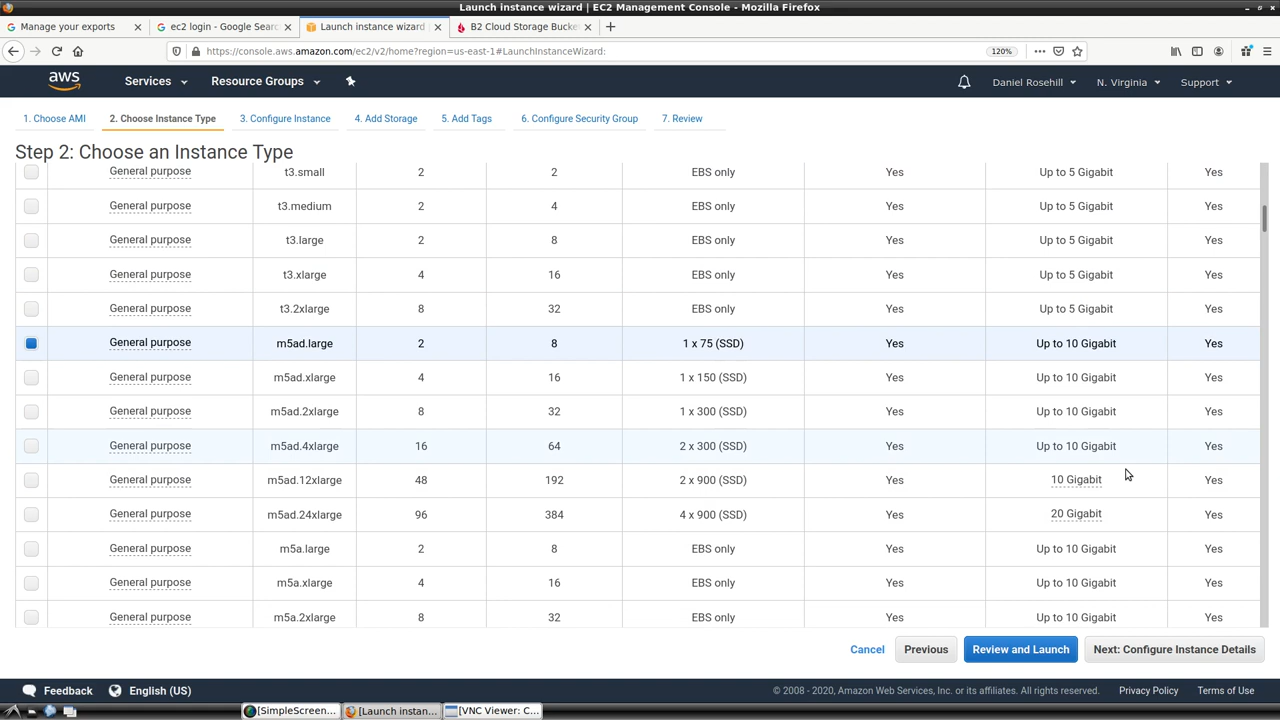 Launch instance wizard | EC2 Management Console - Mozilla Firefox
Manage your exports
ec2 login - Google Searc
Launch instance wizard
B2 Cloud Storage Bucke
https://console.aws.amazon.com/ec2/v2/home?region=us-east-1#LaunchInstanceWizard:
120%
aws
Services
Resource Groups
Daniel Rosehill
N. Virginia
Support
1. Choose AMI
2. Choose Instance Type
3. Configure Instance
4. Add Storage
5. Add Tags
6. Configure Security Group
7. Review
Step 2: Choose an Instance Type
General purpose t3.small 2 2 EBS only Yes Up to 5 Gigabit Yes
General purpose t3.medium 2 4 EBS only Yes Up to 5 Gigabit Yes
General purpose t3.large 2 8 EBS only Yes Up to 5 Gigabit Yes
General purpose t3.xlarge 4 16 EBS only Yes Up to 5 Gigabit Yes
General purpose t3.2xlarge 8 32 EBS only Yes Up to 5 Gigabit Yes
General purpose m5ad.large 2 8 1 x 75 (SSD) Yes Up to 10 Gigabit Yes
General purpose m5ad.xlarge 4 16 1 x 150 (SSD) Yes Up to 10 Gigabit Yes
General purpose m5ad.2xlarge 8 32 1 x 300 (SSD) Yes Up to 10 Gigabit Yes
General purpose m5ad.4xlarge 16 64 2 x 300 (SSD) Yes Up to 10 Gigabit Yes
General purpose m5ad.12xlarge 48 192 2 x 900 (SSD) Yes 10 Gigabit Yes
General purpose m5ad.24xlarge 96 384 4 x 900 (SSD) Yes 20 Gigabit Yes
General purpose m5a.large 2 8 EBS only Yes Up to 10 Gigabit Yes
General purpose m5a.xlarge 4 16 EBS only Yes Up to 10 Gigabit Yes
General purpose m5a.2xlarge 8 32 EBS only Yes Up to 10 Gigabit Yes
Cancel
Previous
Review and Launch
Next: Configure Instance Details
Feedback
English (US)
© 2008 - 2020, Amazon Web Services, Inc. or its affiliates. All rights reserved.
Privacy Policy
Terms of Use
[SimpleScreen...
[Launch instan...
[VNC Viewer: C...